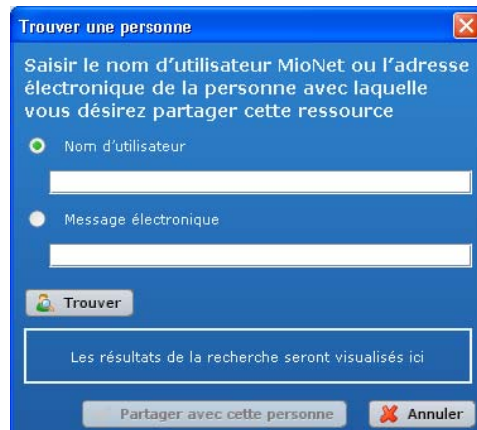 Trouver une personne
Saisir le nom d'utilisateur MioNet ou l'adresse
électronique de la personne avec laquelle
vous désirez partager cette ressource
Nom d'utilisateur
Message électronique
Trouver
Les résultats de la recherche seront visualisés ici
Partager avec cette personne
Annuler